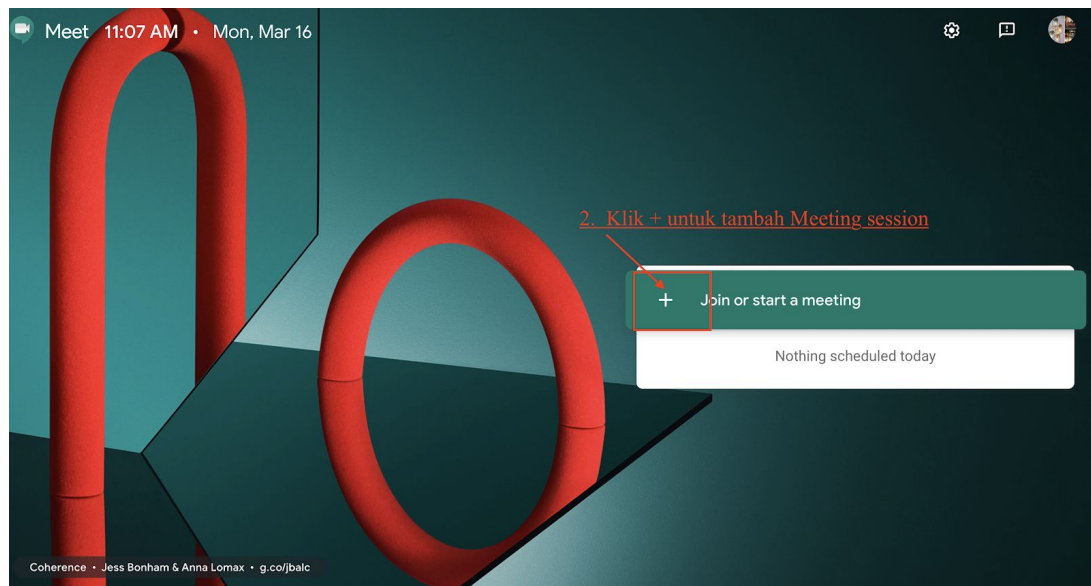 Meet 11:07 AM • Mon, Mar 16
2. Klik + untuk tambah Meeting session
+ Join or start a meeting
Nothing scheduled today
Coherence • Jess Bonham & Anna Lomax • g.co/jbalc